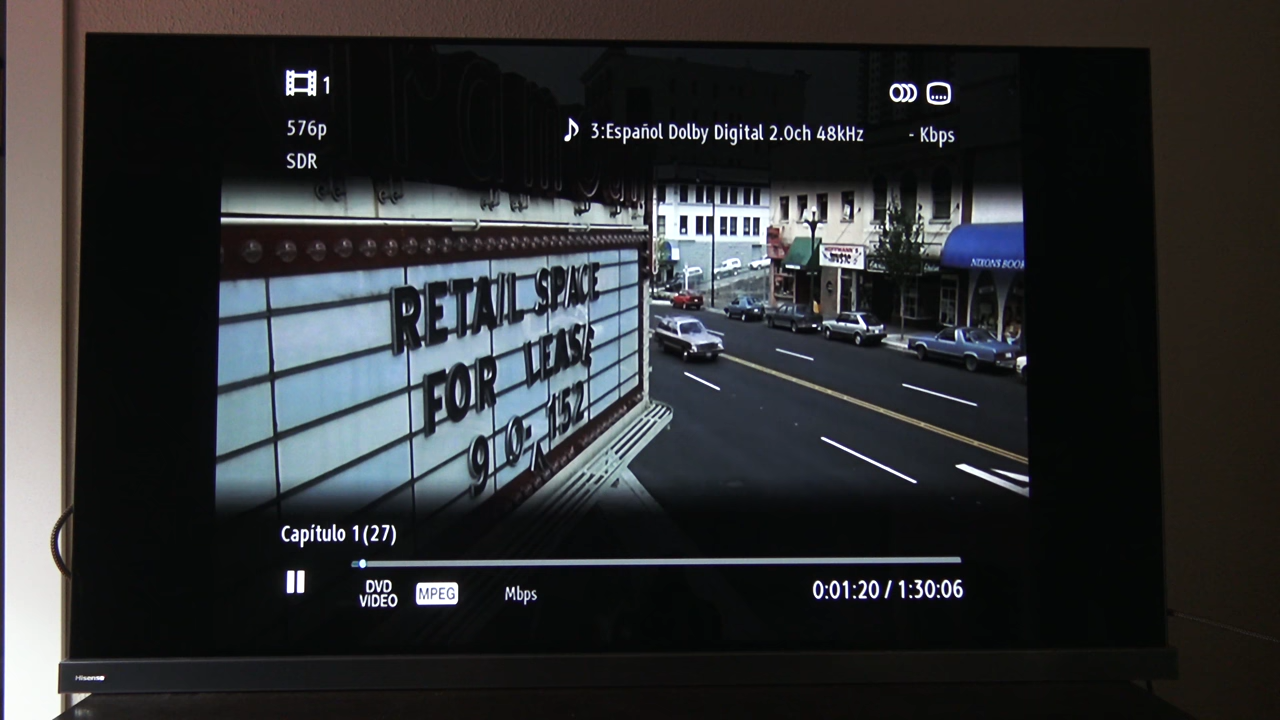 1
576p
3:Español Dolby Digital 2.0ch 48kHz
- Kbps
SDR
RETAIL SPACE
FOR LEASE
90-152
HOFFMANN'S
MUSIC
NIXONS BOOK
Capítulo 1(27)
DVD
VIDEO
MPEG
Mbps
0:01:20 / 1:30:06
Hisense